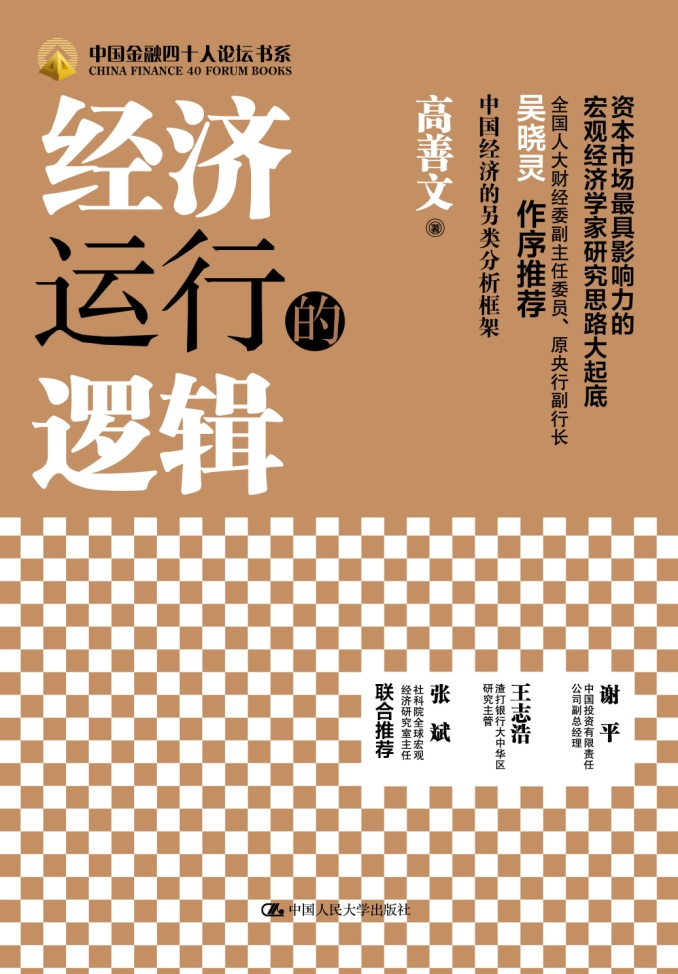 中国金融四十人论坛书系
CHINA FINANCE 40 FORUM BOOKS
经济
运行的
逻辑
资本市场最具影响力的
宏观经济学家研究思路大起底
全国人大财经委副主任委员、原央行副行长
吴晓灵 作序推荐
中国经济的另类分析框架
高善文 著
谢平
中国投资有限责任
公司副总经理
王志浩
渣打银行大中华区
研究主管
张斌
社科院全球宏观
经济研究室主任
联合推荐
中国人民大学出版社